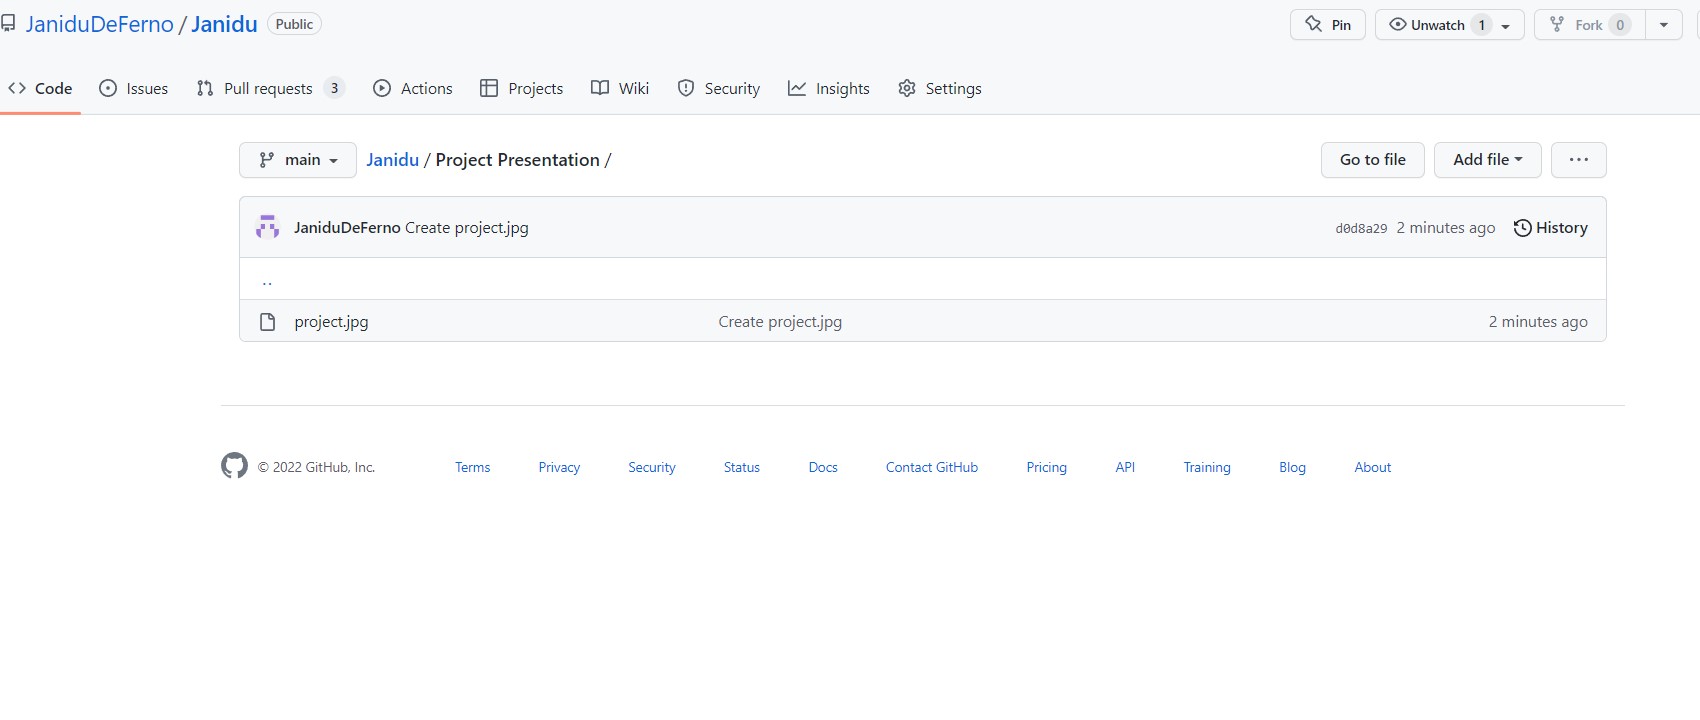 JaniduDeFerno / Janidu Public
Pin Unwatch 1 Fork 0
Code Issues Pull requests 3 Actions Projects Wiki Security Insights Settings
main Janidu / Project Presentation / Go to file Add file ...
JaniduDeFerno Create project.jpg d0d8a29 2 minutes ago History
..
project.jpg Create project.jpg 2 minutes ago
© 2022 GitHub, Inc. Terms Privacy Security Status Docs Contact GitHub Pricing API Training Blog About